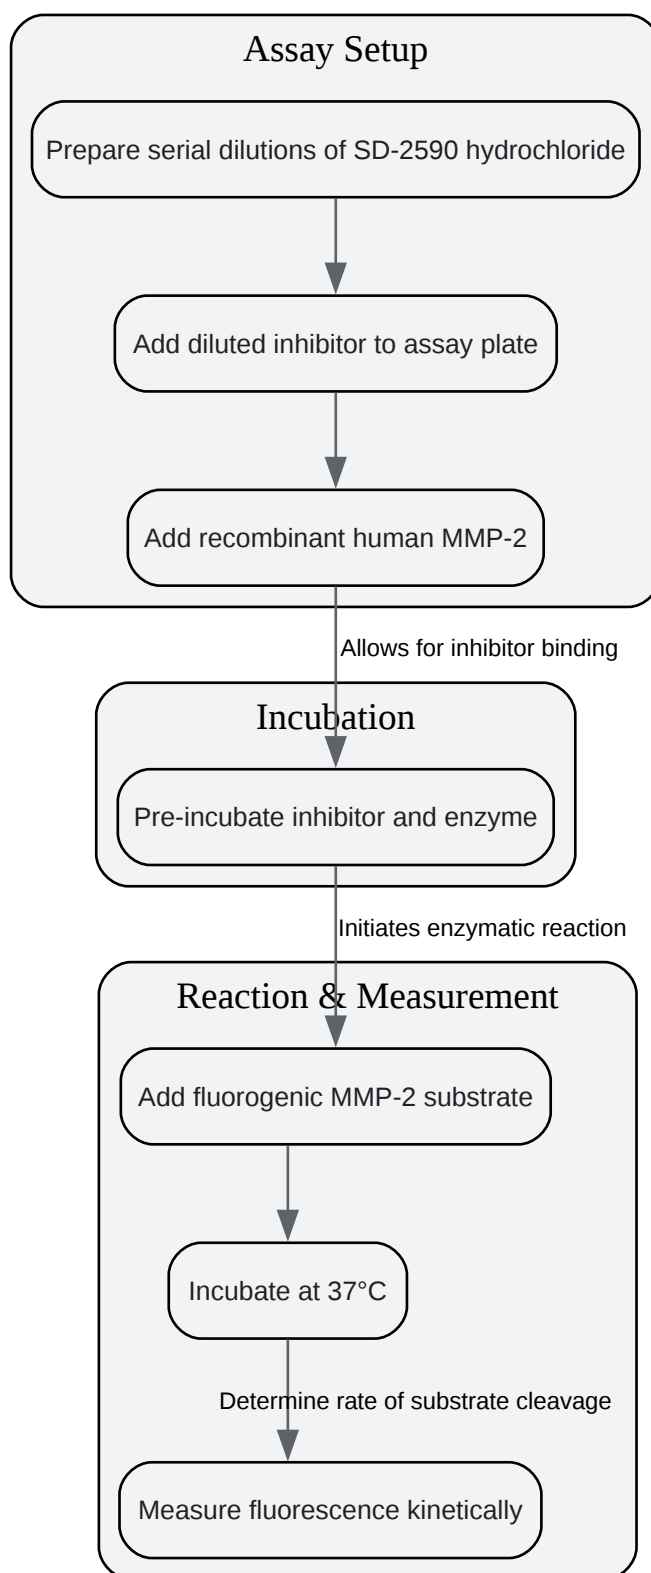 Assay Setup
Prepare serial dilutions of SD-2590 hydrochloride
Add diluted inhibitor to assay plate
Add recombinant human MMP-2
Allows for inhibitor binding
Incubation
Pre-incubate inhibitor and enzyme
Initiates enzymatic reaction
Reaction & Measurement
Add fluorogenic MMP-2 substrate
Incubate at 37°C
Determine rate of substrate cleavage
Measure fluorescence kinetically